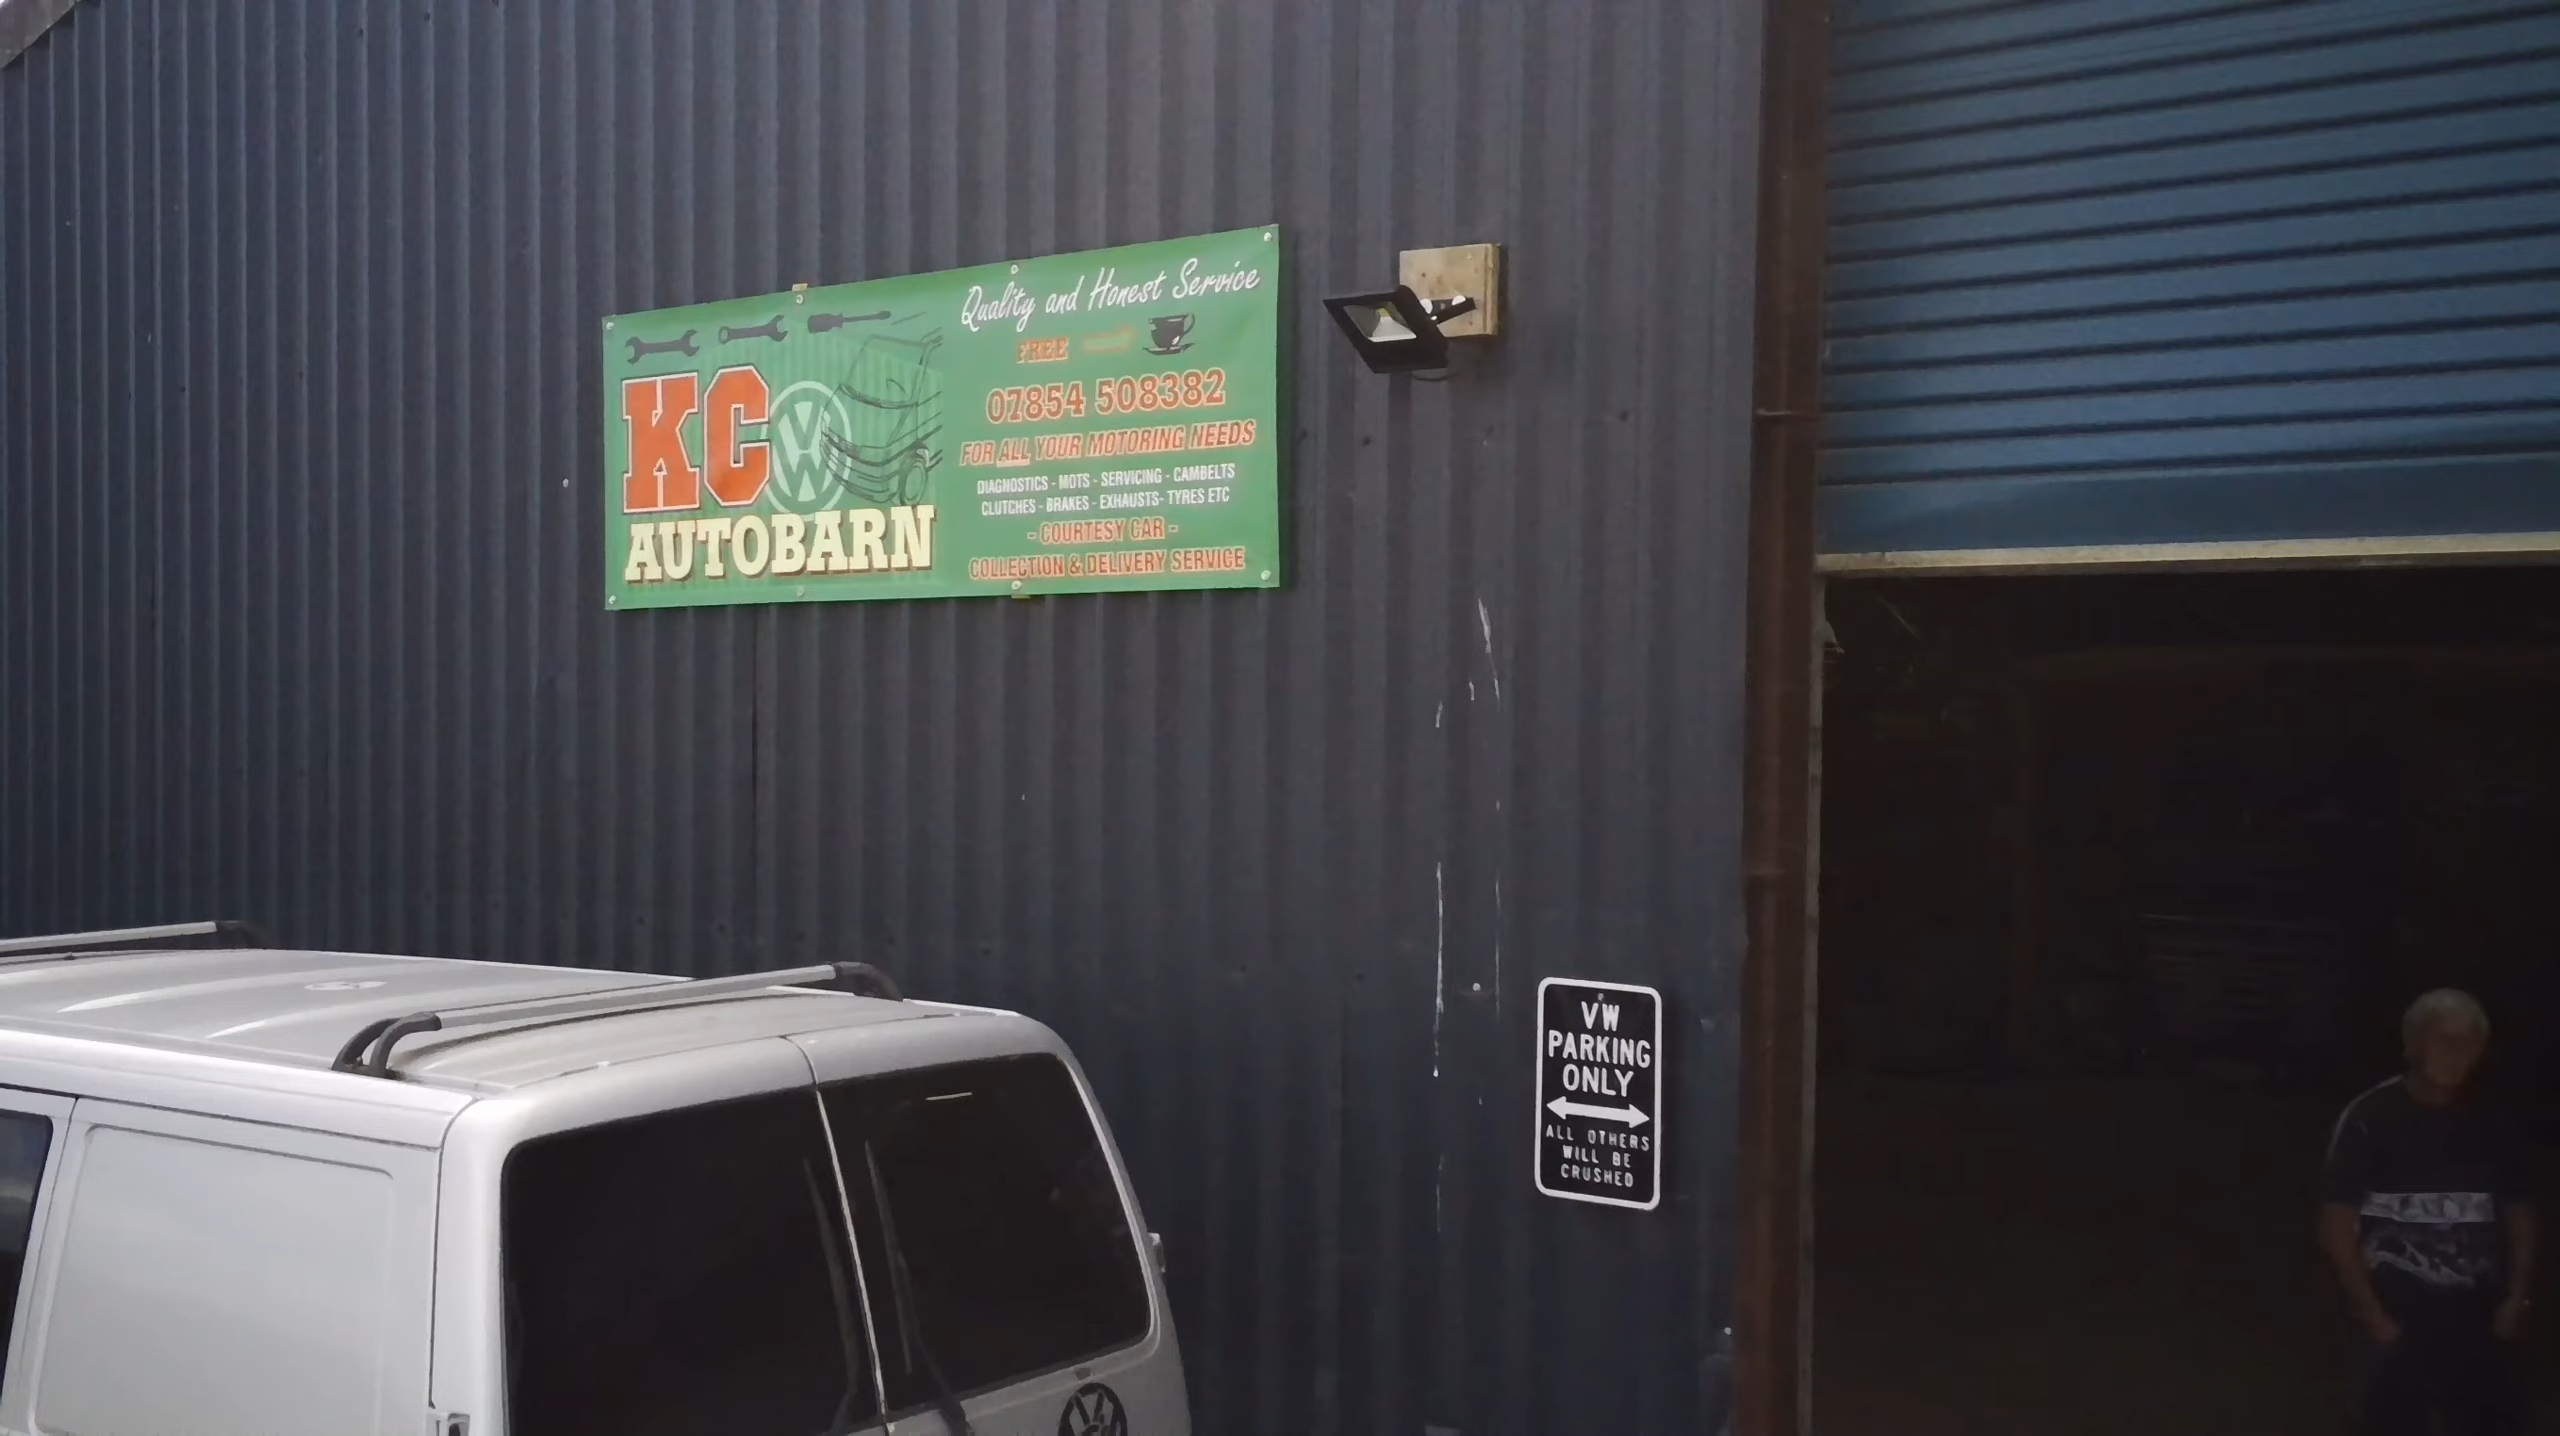 Quality and Honest Service
FREE
KC
AUTOBARN
07854 508382
FOR ALL YOUR MOTORING NEEDS
DIAGNOSTICS - MOTS - SERVICING - CAMBELTS
CLUTCHES - BRAKES - EXHAUSTS- TYRES ETC
- COURTESY CAR -
COLLECTION & DELIVERY SERVICE
VW
PARKING
ONLY
ALL OTHERS
WILL BE
CRUSHED